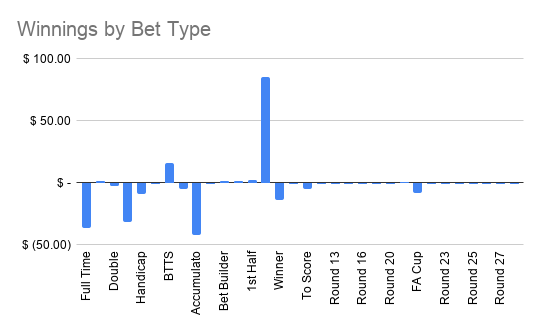 Winnings by Bet Type
$ 100.00
$ 50.00
$ -
$ (50.00)
Full Time
Double
Handicap
BTTS
Accumulato
Bet Builder
1st Half
Winner
To Score
Round 13
Round 16
Round 20
FA Cup
Round 23
Round 25
Round 27